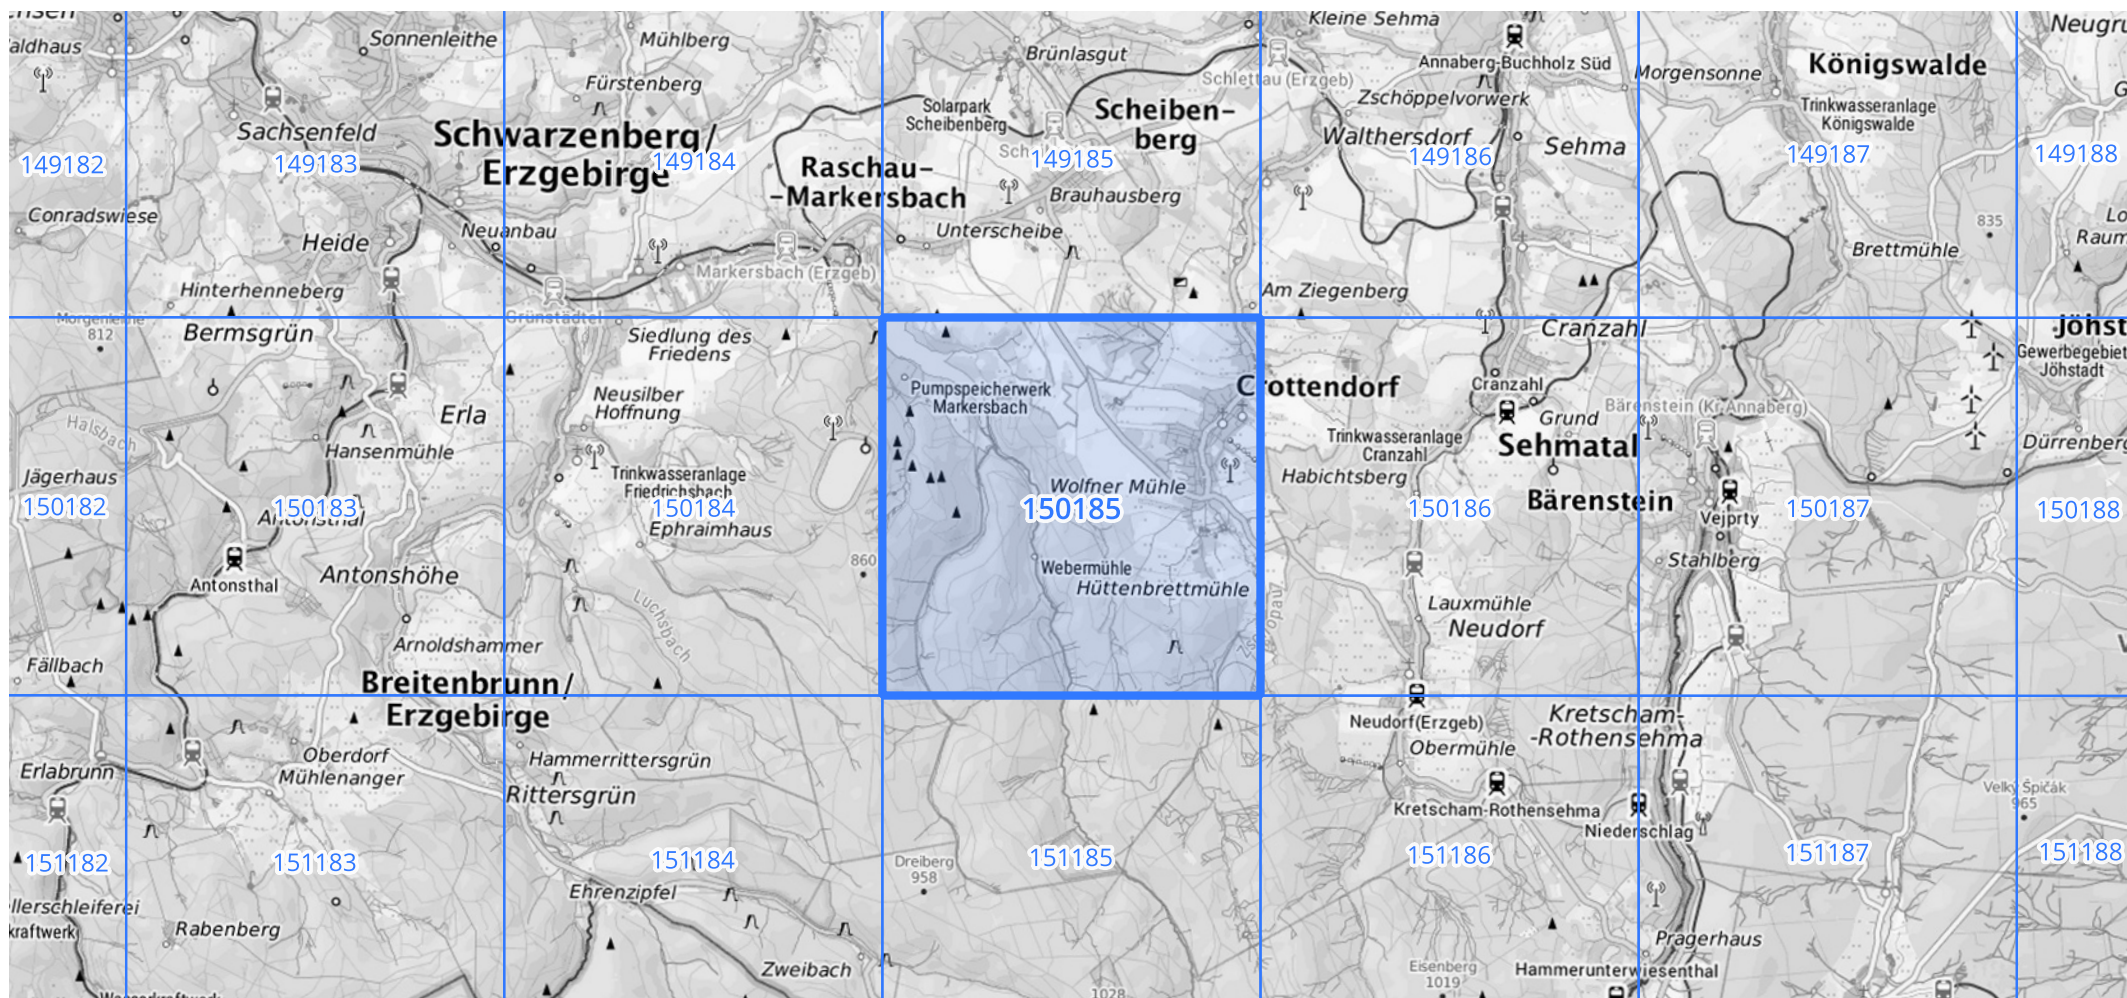 Sonnenleithe
Mühlberg
Brünlasgut
Kleine Sehma
Annaberg-Buchholz Süd
Morgensonne
Königswalde
Fürstenberg
Schlettau (Erzgeb)
Zschöppelvorwerk
Trinkwasseranlage
Königswalde
Solarpark
Scheibenberg
Scheiben-
berg
Sachsenfeld
Schwarzenberg/
Erzgebirge
Walthersdorf
Sehma
149182
149183
149184
149185
149186
149187
149188
Raschau-
-Markersbach
Brauhausberg
Conradswiese
Heide
Neuanbau
Unterscheibe
835
Brettmühle
Markersbach (Erzgeb)
Hinterhenneberg
Am Ziegenberg
Grünstädtel
Morgenleithe
812
Bermsgrün
Siedlung des
Friedens
Cranzahl
Gewerbegebiet
Jöhstadt
Neusilber
Hoffnung
Pumpspeicherwerk
Markersbach
Crottendorf
Cranzahl
Grund
Bärenstein (Kr Annaberg)
Halsbach
Erla
Hansenmühle
Trinkwasseranlage
Cranzahl
Sehmatal
Dürrenberg
Jägerhaus
Trinkwasseranlage
Friedrichsbach
Wolfner Mühle
Habichtsberg
Bärenstein
150182
150183
150184
150185
150186
150187
150188
Antonsthal
Ephraimhaus
Vejprty
860
Antonsthal
Antonshöhe
Webermühle
Hüttenbrettmühle
Stahlberg
Luchsbach
Lauxmühle
Neudorf
Zschopau
Arnoldshammer
Fällbach
Breitenbrunn/
Erzgebirge
Neudorf(Erzgeb)
Kretscham-
-Rothensehma
Oberdorf
Mühlenanger
Hammerrittersgrün
Obermühle
Erlabrunn
Rittersgrün
Kretscham-Rothensehma
Velký Špičák
965
Niederschlag
151182
151183
151184
151185
151186
151187
151188
Dreiberg
958
Ehrenzipfel
Rabenberg
Pragerhaus
Zweibach
Eisenberg
1019
Hammerunterwiesenthal
1028